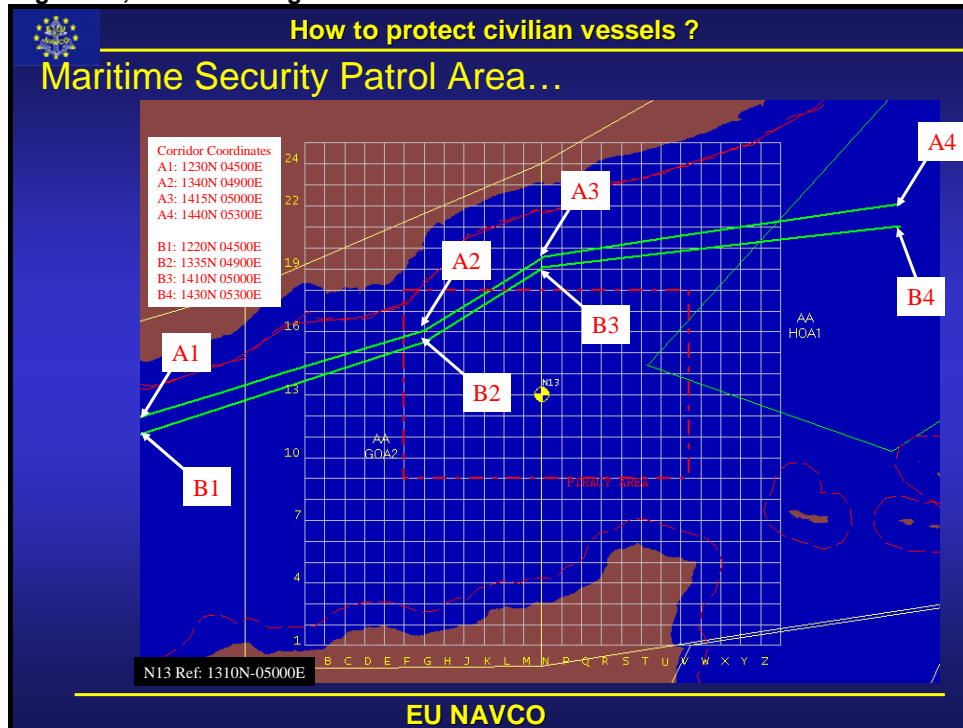 How to protect civilian vessels ?
NAVCO
Maritime Security Patrol Area…
Corridor Coordinates
A1: 1230N 04500E
A2: 1340N 04900E
A3: 1415N 05000E
A4: 1440N 05300E
B1: 1220N 04500E
B2: 1335N 04900E
B3: 1410N 05000E
B4: 1430N 05300E
24
22
19
16
13
10
7
4
1
A4
A3
A2
B4
B3
AA
HOA1
A1
N13
B2
AA
GOA2
B1
PIRACY AREA
B C D E F G H J K L M N P Q R S T U V W X Y Z
N13 Ref: 1310N-05000E
EU NAVCO